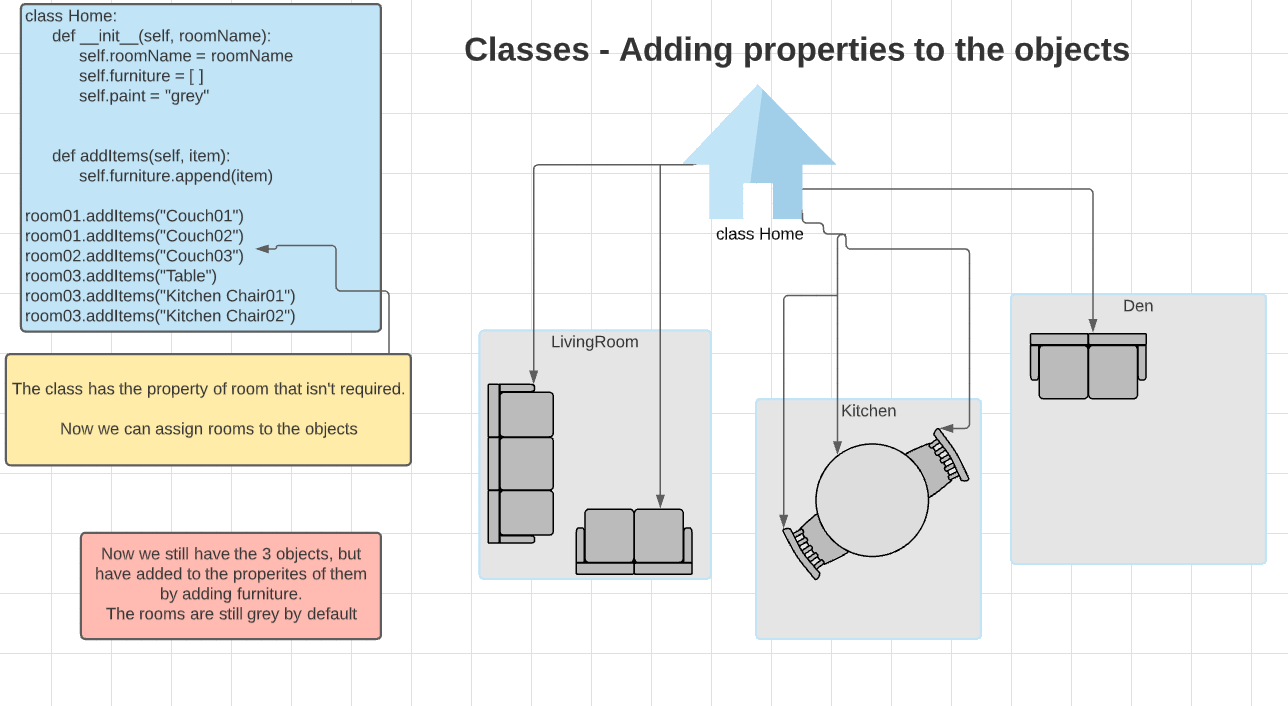 class Home:
def __init__(self, roomName):
self.roomName = roomName
self.furniture = [ ]
self.paint = "grey"
def addItems(self, item):
self.furniture.append(item)
room01.addItems("Couch01")
room01.addItems("Couch02")
room02.addItems("Couch03")
room03.addItems("Table")
room03.addItems("Kitchen Chair01")
room03.addItems("Kitchen Chair02")
The class has the property of room that isn't required.
Now we can assign rooms to the objects
Now we still have the 3 objects, but
have added to the properites of them
by adding furniture.
The rooms are still grey by default
Classes - Adding properties to the objects
class Home
LivingRoom
Kitchen
Den